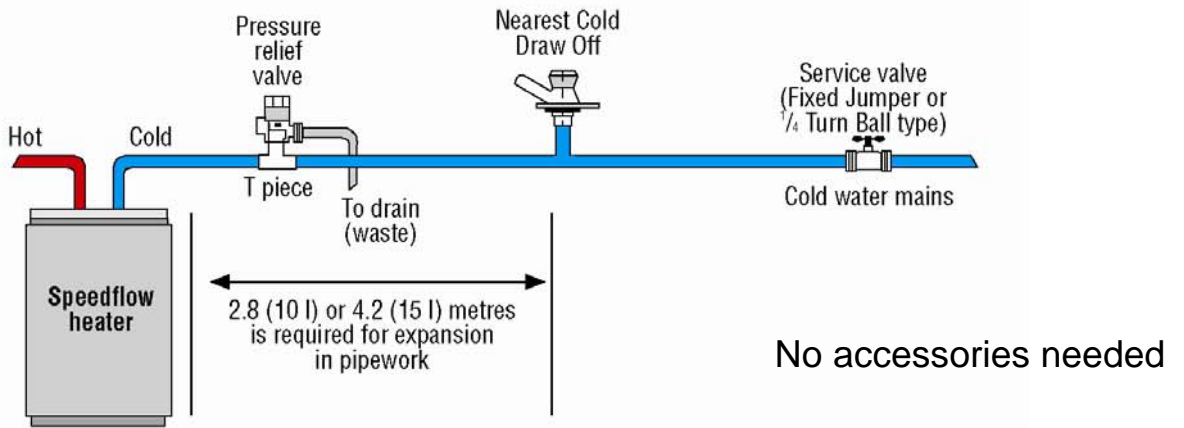 Pressure
relief
valve
Nearest Cold
Draw Off
Service valve
(Fixed Jumper or
1/4 Turn Ball type)
Hot
Cold
T piece
To drain
(waste)
Cold water mains
Speedflow
heater
2.8 (10 l) or 4.2 (15 l) metres
is required for expansion
in pipework
No accessories needed